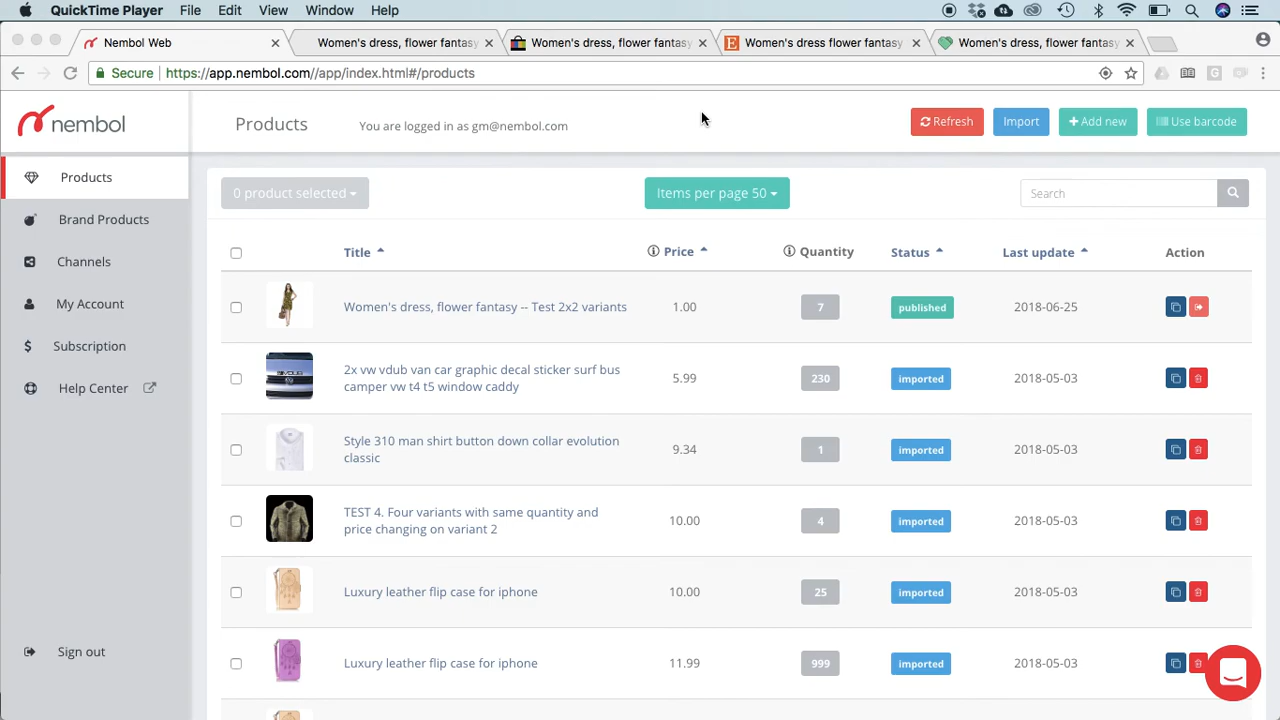 QuickTime Player File Edit View Window Help
Nembol Web
Women's dress, flower fantasy
Women's dress, flower fantasy
Women's dress flower fantasy
Women's dress, flower fantasy
Secure https://app.nembol.com//app/index.html#/products
nembol
Products
You are logged in as gm@nembol.com
Refresh
Import
Add new
Use barcode
Products
Brand Products
Channels
My Account
Subscription
Help Center
Sign out
0 product selected
Items per page 50
Search
Title Price Quantity Status Last update Action
Women's dress, flower fantasy -- Test 2x2 variants 1.00 7 published 2018-06-25
2x vw vdub van car graphic decal sticker surf bus
camper vw t4 t5 window caddy
5.99 230 imported 2018-05-03
Style 310 man shirt button down collar evolution
classic
9.34 1 imported 2018-05-03
TEST 4. Four variants with same quantity and
price changing on variant 2
10.00 4 imported 2018-05-03
Luxury leather flip case for iphone 10.00 25 imported 2018-05-03
Luxury leather flip case for iphone 11.99 999 imported 2018-05-03